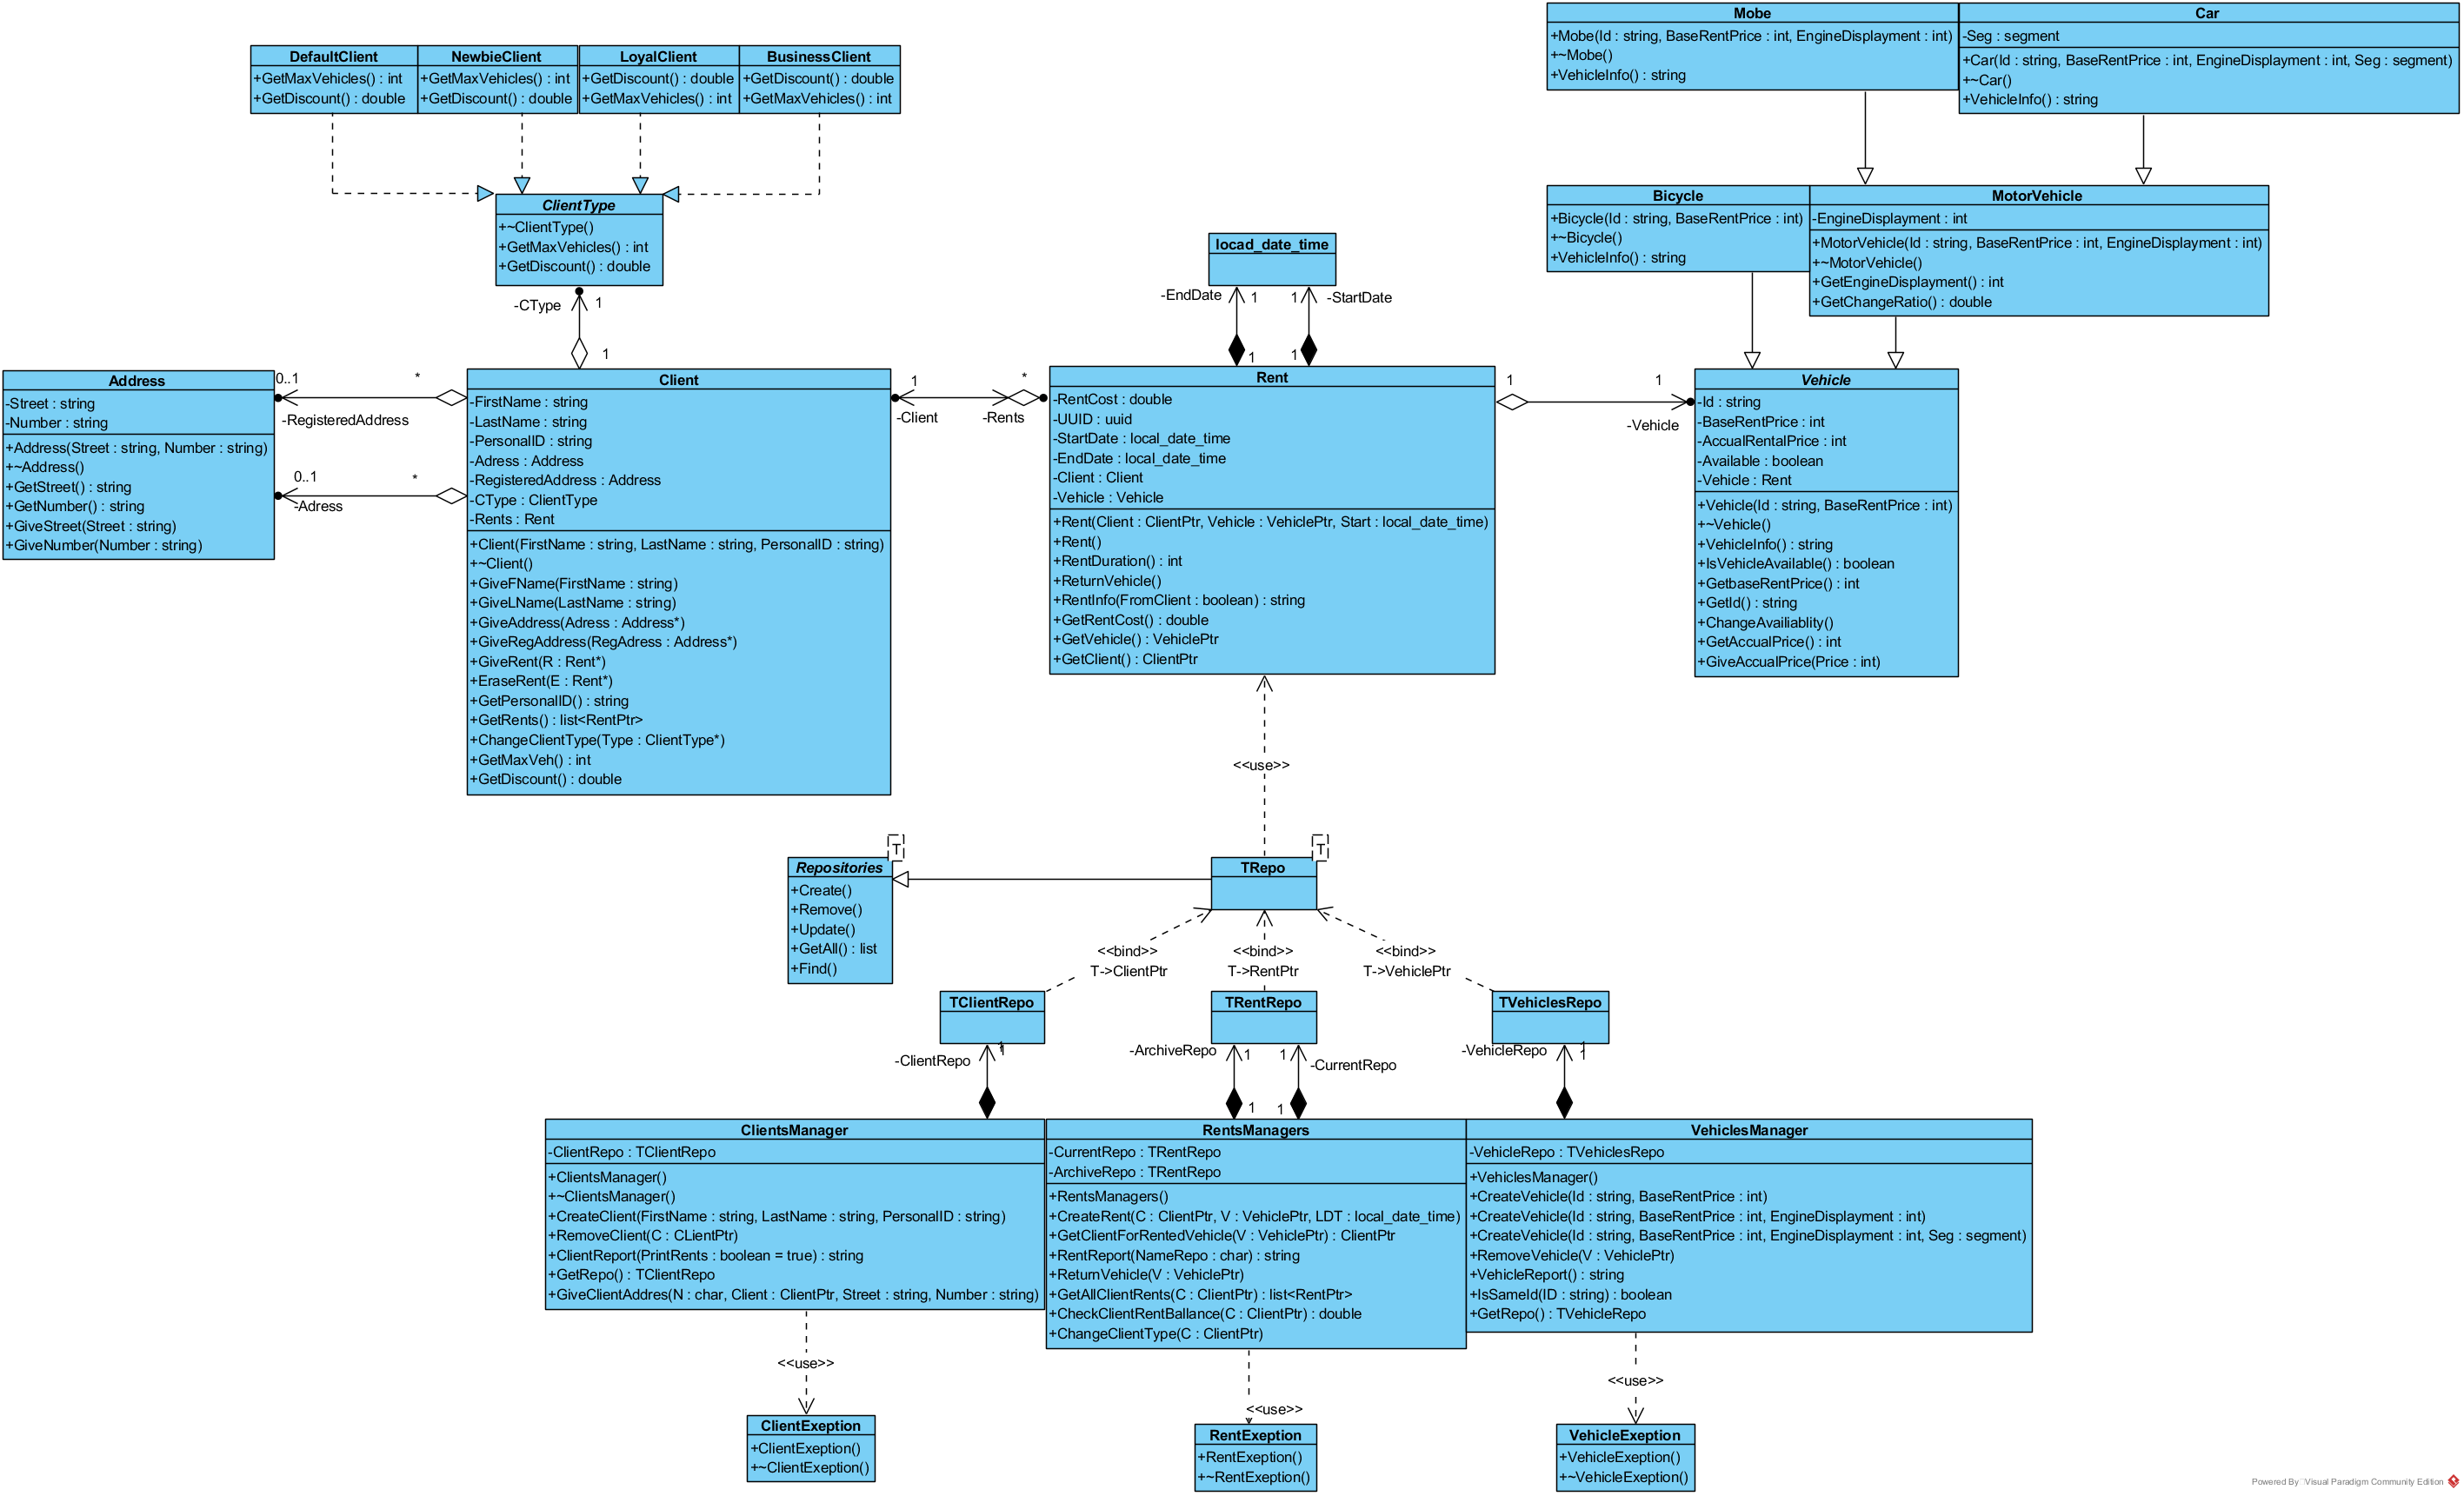 Mobe
+Mobe(Id : string, BaseRentPrice : int, EngineDisplayment : int)
+~Mobe()
+VehicleInfo() : string
Car
-Seg : segment
+Car(Id : string, BaseRentPrice : int, EngineDisplayment : int, Seg : segment)
+~Car()
+VehicleInfo() : string
DefaultClient
+GetMaxVehicles() : int
+GetDiscount() : double
NewbieClient
+GetMaxVehicles() : int
+GetDiscount() : double
LoyalClient
+GetDiscount() : double
+GetMaxVehicles() : int
BusinessClient
+GetDiscount() : double
+GetMaxVehicles() : int
ClientType
+~ClientType()
+GetMaxVehicles() : int
+GetDiscount() : double
Bicycle
+Bicycle(Id : string, BaseRentPrice : int)
+~Bicycle()
+VehicleInfo() : string
MotorVehicle
-EngineDisplayment : int
+MotorVehicle(Id : string, BaseRentPrice : int, EngineDisplayment : int)
+~MotorVehicle()
+GetEngineDisplayment() : int
+GetChangeRatio() : double
locad_date_time
-EndDate
1
1
-StartDate
1
1
-CType
1
1
Address
-Street : string
-Number : string
+Address(Street : string, Number : string)
+~Address()
+GetStreet() : string
+GetNumber() : string
+GiveStreet(Street : string)
+GiveNumber(Number : string)
0..1
*
-RegisteredAddress
0..1
*
-Adress
Client
-FirstName : string
-LastName : string
-PersonalID : string
-Adress : Address
-RegisteredAddress : Address
-CType : ClientType
-Rents : Rent
+Client(FirstName : string, LastName : string, PersonalID : string)
+~Client()
+GiveFName(FirstName : string)
+GiveLName(LastName : string)
+GiveAddress(Adress : Address*)
+GiveRegAddress(RegAdress : Address*)
+GiveRent(R : Rent*)
+EraseRent(E : Rent*)
+GetPersonalID() : string
+GetRents() : list<RentPtr>
+ChangeClientType(Type : ClientType*)
+GetMaxVeh() : int
+GetDiscount() : double
1
*
-Client
-Rents
Rent
-RentCost : double
-UUID : uuid
-StartDate : local_date_time
-EndDate : local_date_time
-Client : Client
-Vehicle : Vehicle
+Rent(Client : ClientPtr, Vehicle : VehiclePtr, Start : local_date_time)
+Rent()
+RentDuration() : int
+ReturnVehicle()
+RentInfo(FromClient : boolean) : string
+GetRentCost() : double
+GetVehicle() : VehiclePtr
+GetClient() : ClientPtr
1
1
-Vehicle
Vehicle
-Id : string
-BaseRentPrice : int
-AccualRentalPrice : int
-Available : boolean
-Vehicle : Rent
+Vehicle(Id : string, BaseRentPrice : int)
+~Vehicle()
+VehicleInfo() : string
+IsVehicleAvailable() : boolean
+GetbaseRentPrice() : int
+GetId() : string
+ChangeAvailiablity()
+GetAccualPrice() : int
+GiveAccualPrice(Price : int)
<<use>>
Repositories
T
+Create()
+Remove()
+Update()
+GetAll() : list
+Find()
TRepo
T
<<bind>>
T->ClientPtr
<<bind>>
T->RentPtr
<<bind>>
T->VehiclePtr
TClientRepo
TRentRepo
TVehiclesRepo
-ClientRepo
1
1
-ArchiveRepo
1
1
-CurrentRepo
1
1
-VehicleRepo
1
1
ClientsManager
-ClientRepo : TClientRepo
+ClientsManager()
+~ClientsManager()
+CreateClient(FirstName : string, LastName : string, PersonalID : string)
+RemoveClient(C : CLientPtr)
+ClientReport(PrintRents : boolean = true) : string
+GetRepo() : TClientRepo
+GiveClientAddres(N : char, Client : ClientPtr, Street : string, Number : string)
RentsManagers
-CurrentRepo : TRentRepo
-ArchiveRepo : TRentRepo
+RentsManagers()
+CreateRent(C : ClientPtr, V : VehiclePtr, LDT : local_date_time)
+GetClientForRentedVehicle(V : VehiclePtr) : ClientPtr
+RentReport(NameRepo : char) : string
+ReturnVehicle(V : VehiclePtr)
+GetAllClientRents(C : ClientPtr) : list<RentPtr>
+CheckClientRentBallance(C : ClientPtr) : double
+ChangeClientType(C : ClientPtr)
VehiclesManager
-VehicleRepo : TVehiclesRepo
+VehiclesManager()
+CreateVehicle(Id : string, BaseRentPrice : int)
+CreateVehicle(Id : string, BaseRentPrice : int, EngineDisplayment : int)
+CreateVehicle(Id : string, BaseRentPrice : int, EngineDisplayment : int, Seg : segment)
+RemoveVehicle(V : VehiclePtr)
+VehicleReport() : string
+IsSameId(ID : string) : boolean
+GetRepo() : TVehicleRepo
<<use>>
<<use>>
<<use>>
ClientExeption
+ClientExeption()
+~ClientExeption()
RentExeption
+RentExeption()
+~RentExeption()
VehicleExeption
+VehicleExeption()
+~VehicleExeption()
Powered By Visual Paradigm Community Edition